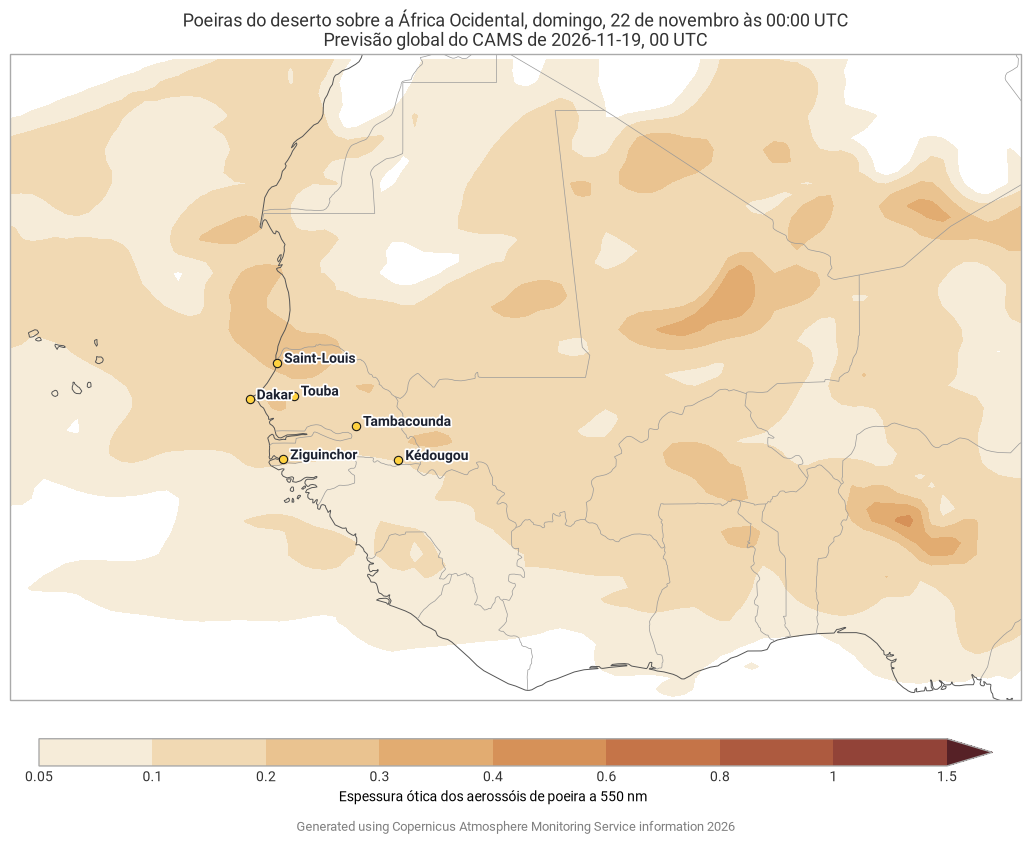 Poeiras do deserto sobre a África Ocidental, domingo, 22 de novembro às 00:00 UTC
Previsão global do CAMS de 2026-11-19, 00 UTC
Saint-Louis
Dakar
Touba
Tambacounda
Ziguinchor
Kédougou
0.05 0.1 0.2 0.3 0.4 0.6 0.8 1 1.5
Espessura ótica dos aerossóis de poeira a 550 nm
Generated using Copernicus Atmosphere Monitoring Service information 2026